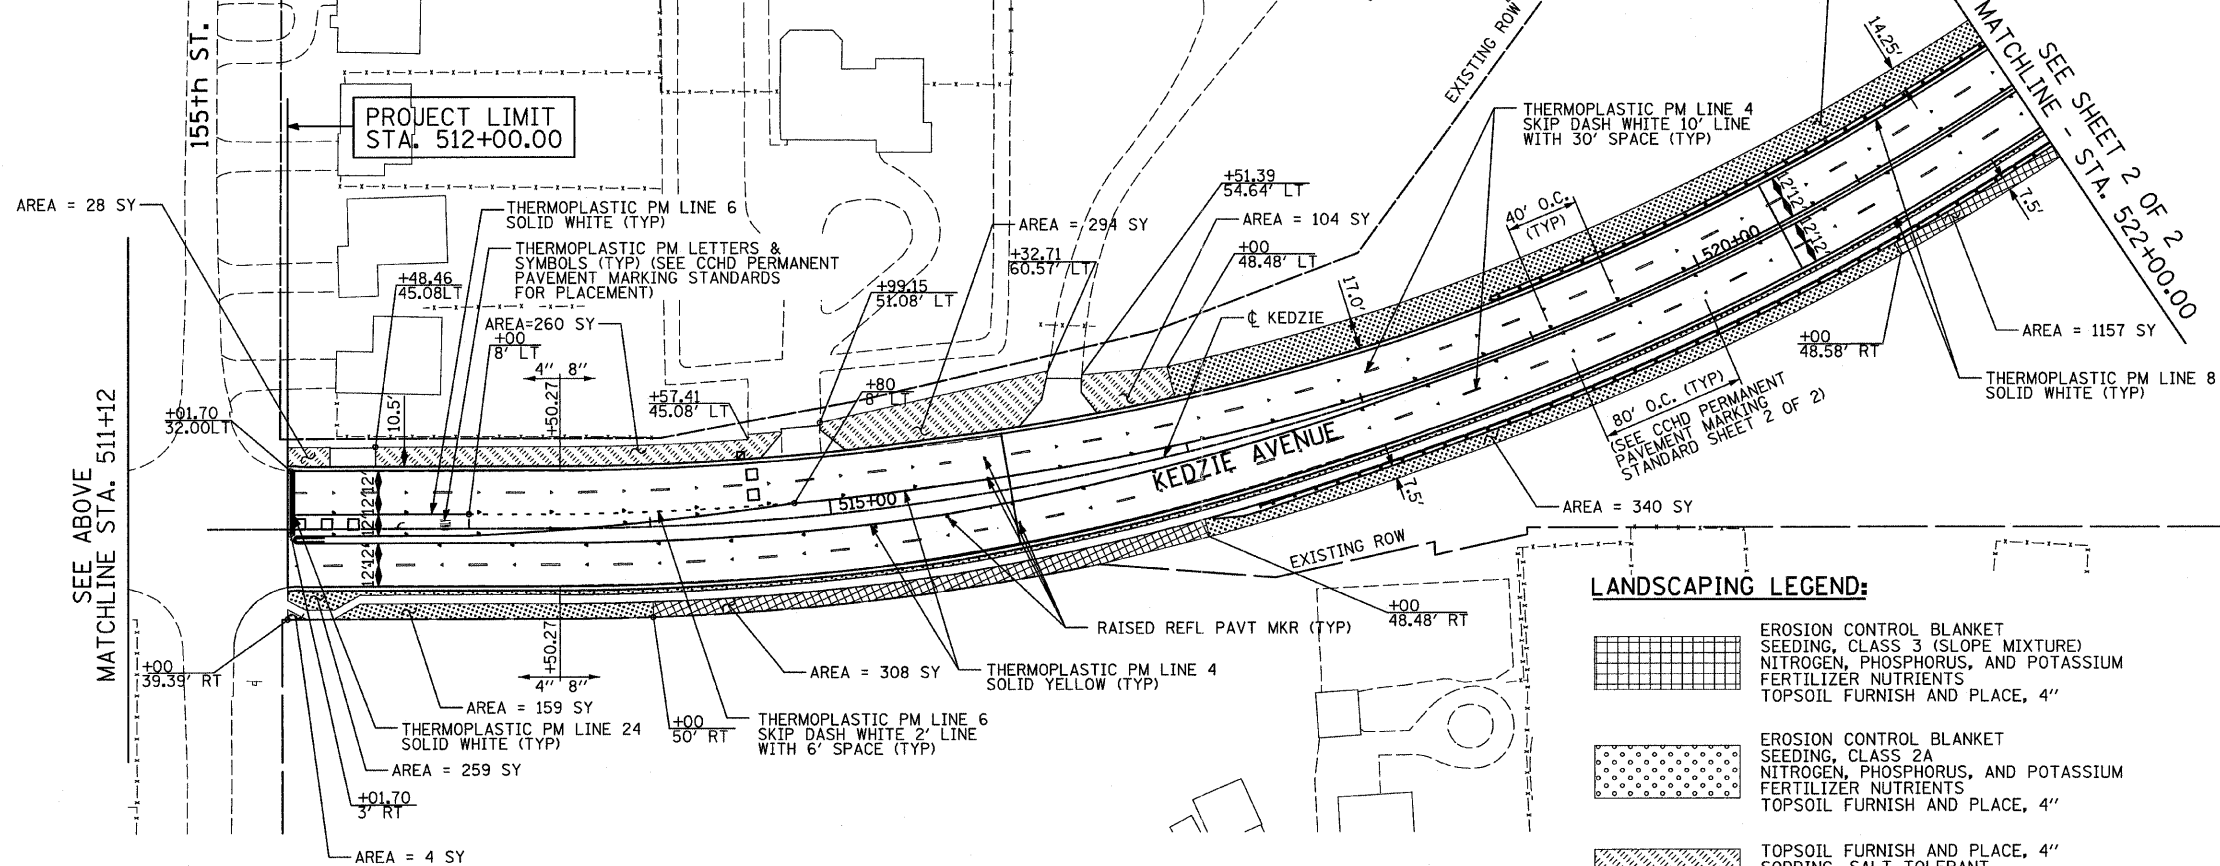 155th ST.
PROJECT LIMIT
STA. 512+00.00
AREA = 28 SY
THERMOPLASTIC PM LINE 6
SOLID WHITE (TYP)
THERMOPLASTIC PM LETTERS &
SYMBOLS (TYP) (SEE CCHD PERMANENT
PAVEMENT MARKING STANDARDS
FOR PLACEMENT)
+48.46
45.08LT
AREA=260 SY
+00
8' LT
4" 8"
+50.27
10.5'
+01.70
32.00LT
+57.41
45.08' LT
+99.15
51.08' LT
+80
8' LT
AREA = 294 SY
+32.71
60.57' LT
+51.39
54.64' LT
AREA = 104 SY
+00
48.48' LT
℄ KEDZIE
EXISTING ROW
THERMOPLASTIC PM LINE 4
SKIP DASH WHITE 10' LINE
WITH 30' SPACE (TYP)
14.25'
17.0'
40' O.C.
(TYP)
520+00
12'
12'
12'
12'
7.5'
MATCHLINE - STA. 522+00.00
SEE SHEET 2 OF 2
AREA = 1157 SY
+00
48.58' RT
THERMOPLASTIC PM LINE 8
SOLID WHITE (TYP)
80' O.C. (TYP)
(SEE CCHD PERMANENT
PAVEMENT MARKING
STANDARD SHEET 2 OF 2)
KEDZIE AVENUE
515+00
7.5'
AREA = 340 SY
12'
12'
12'
12'
12'
SEE ABOVE
MATCHLINE STA. 511+12
EXISTING ROW
+00
48.48' RT
RAISED REFL PAVT MKR (TYP)
THERMOPLASTIC PM LINE 4
SOLID YELLOW (TYP)
AREA = 308 SY
+50.27
4" 8"
+00
39.39' RT
AREA = 159 SY
THERMOPLASTIC PM LINE 24
SOLID WHITE (TYP)
+00
50' RT
THERMOPLASTIC PM LINE 6
SKIP DASH WHITE 2' LINE
WITH 6' SPACE (TYP)
AREA = 259 SY
+01.70
3' RT
AREA = 4 SY
LANDSCAPING LEGEND:
EROSION CONTROL BLANKET
SEEDING, CLASS 3 (SLOPE MIXTURE)
NITROGEN, PHOSPHORUS, AND POTASSIUM
FERTILIZER NUTRIENTS
TOPSOIL FURNISH AND PLACE, 4"
EROSION CONTROL BLANKET
SEEDING, CLASS 2A
NITROGEN, PHOSPHORUS, AND POTASSIUM
FERTILIZER NUTRIENTS
TOPSOIL FURNISH AND PLACE, 4"
TOPSOIL FURNISH AND PLACE, 4"
SODDING, SALT TOLERANT